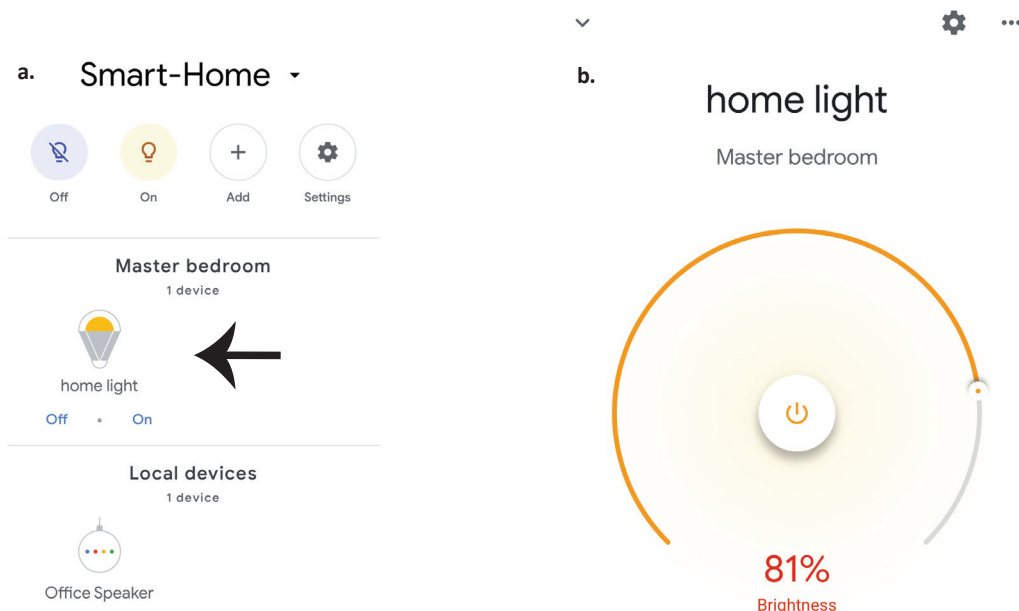 a.
Smart-Home
Off
On
Add
Settings
Master bedroom
1 device
home light
Off • On
Local devices
1 device
Office Speaker
b.
home light
Master bedroom
81%
Brightness